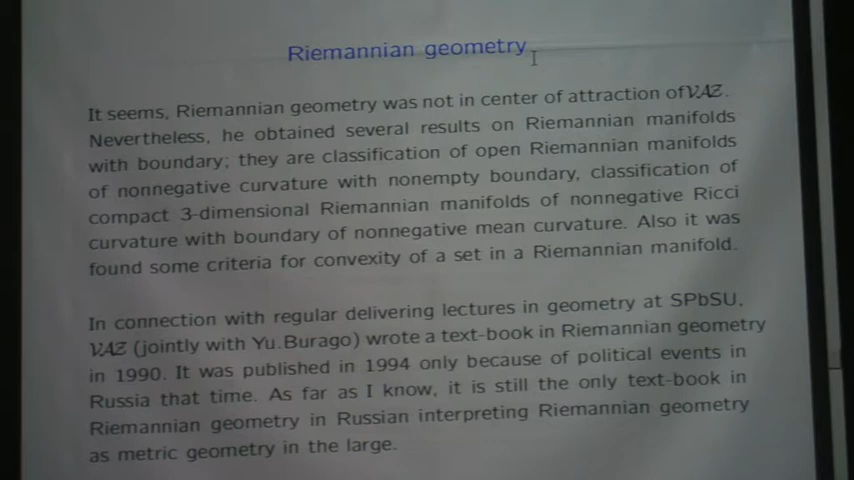 Riemannian geometry
It seems, Riemannian geometry was not in center of attraction of VAZ.
Nevertheless, he obtained several results on Riemannian manifolds
with boundary; they are classification of open Riemannian manifolds
of nonnegative curvature with nonempty boundary, classification of
compact 3-dimensional Riemannian manifolds of nonnegative Ricci
curvature with boundary of nonnegative mean curvature. Also it was
found some criteria for convexity of a set in a Riemannian manifold.
In connection with regular delivering lectures in geometry at SPbSU,
VAZ (jointly with Yu.Burago) wrote a text-book in Riemannian geometry
in 1990. It was published in 1994 only because of political events in
Russia that time. As far as I know, it is still the only text-book in
Riemannian geometry in Russian interpreting Riemannian geometry
as metric geometry in the large.